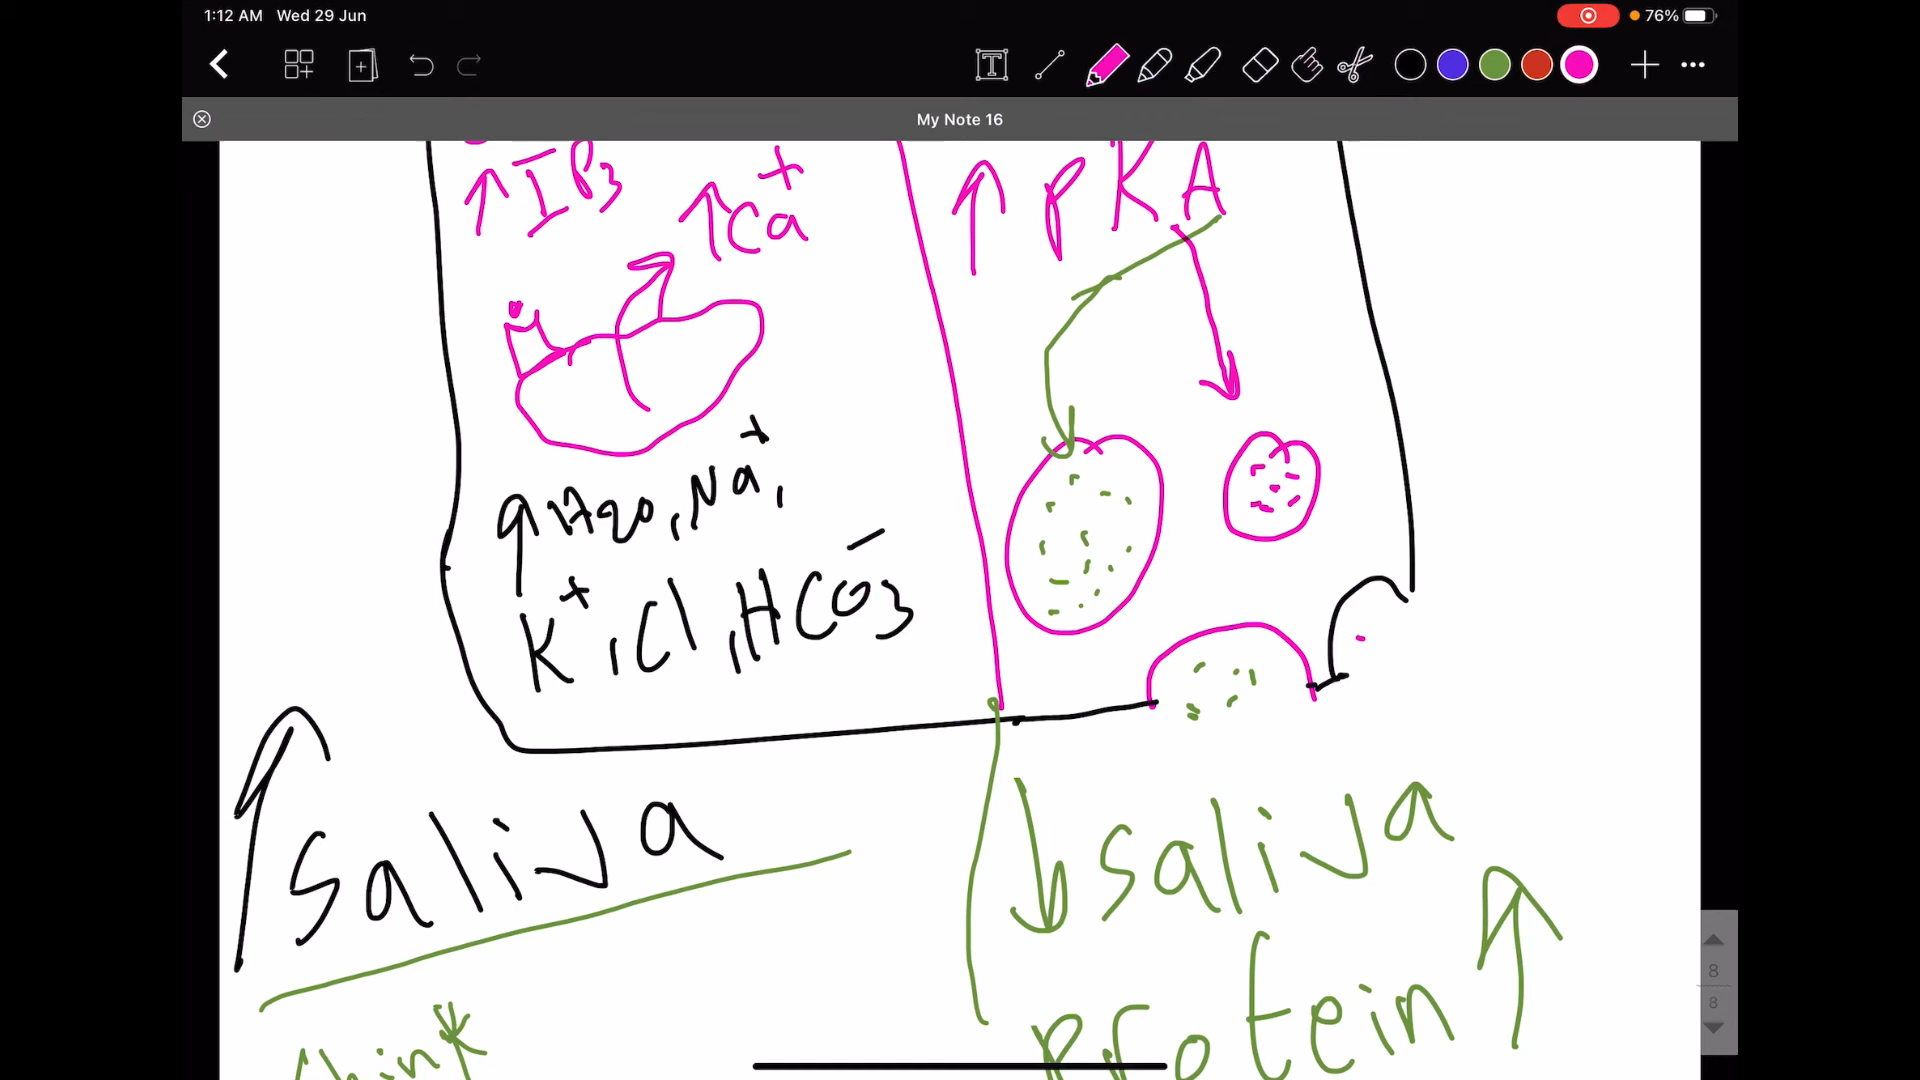 1:12 AM Wed 29 Jun
76%
T
My Note 16
↑ IP3
↑Ca+
↑ PKA
↑H2O, Na+,
K+, Cl, HCO3-
↑ Saliva
↓ Saliva
protein ↑
thin*
8
8